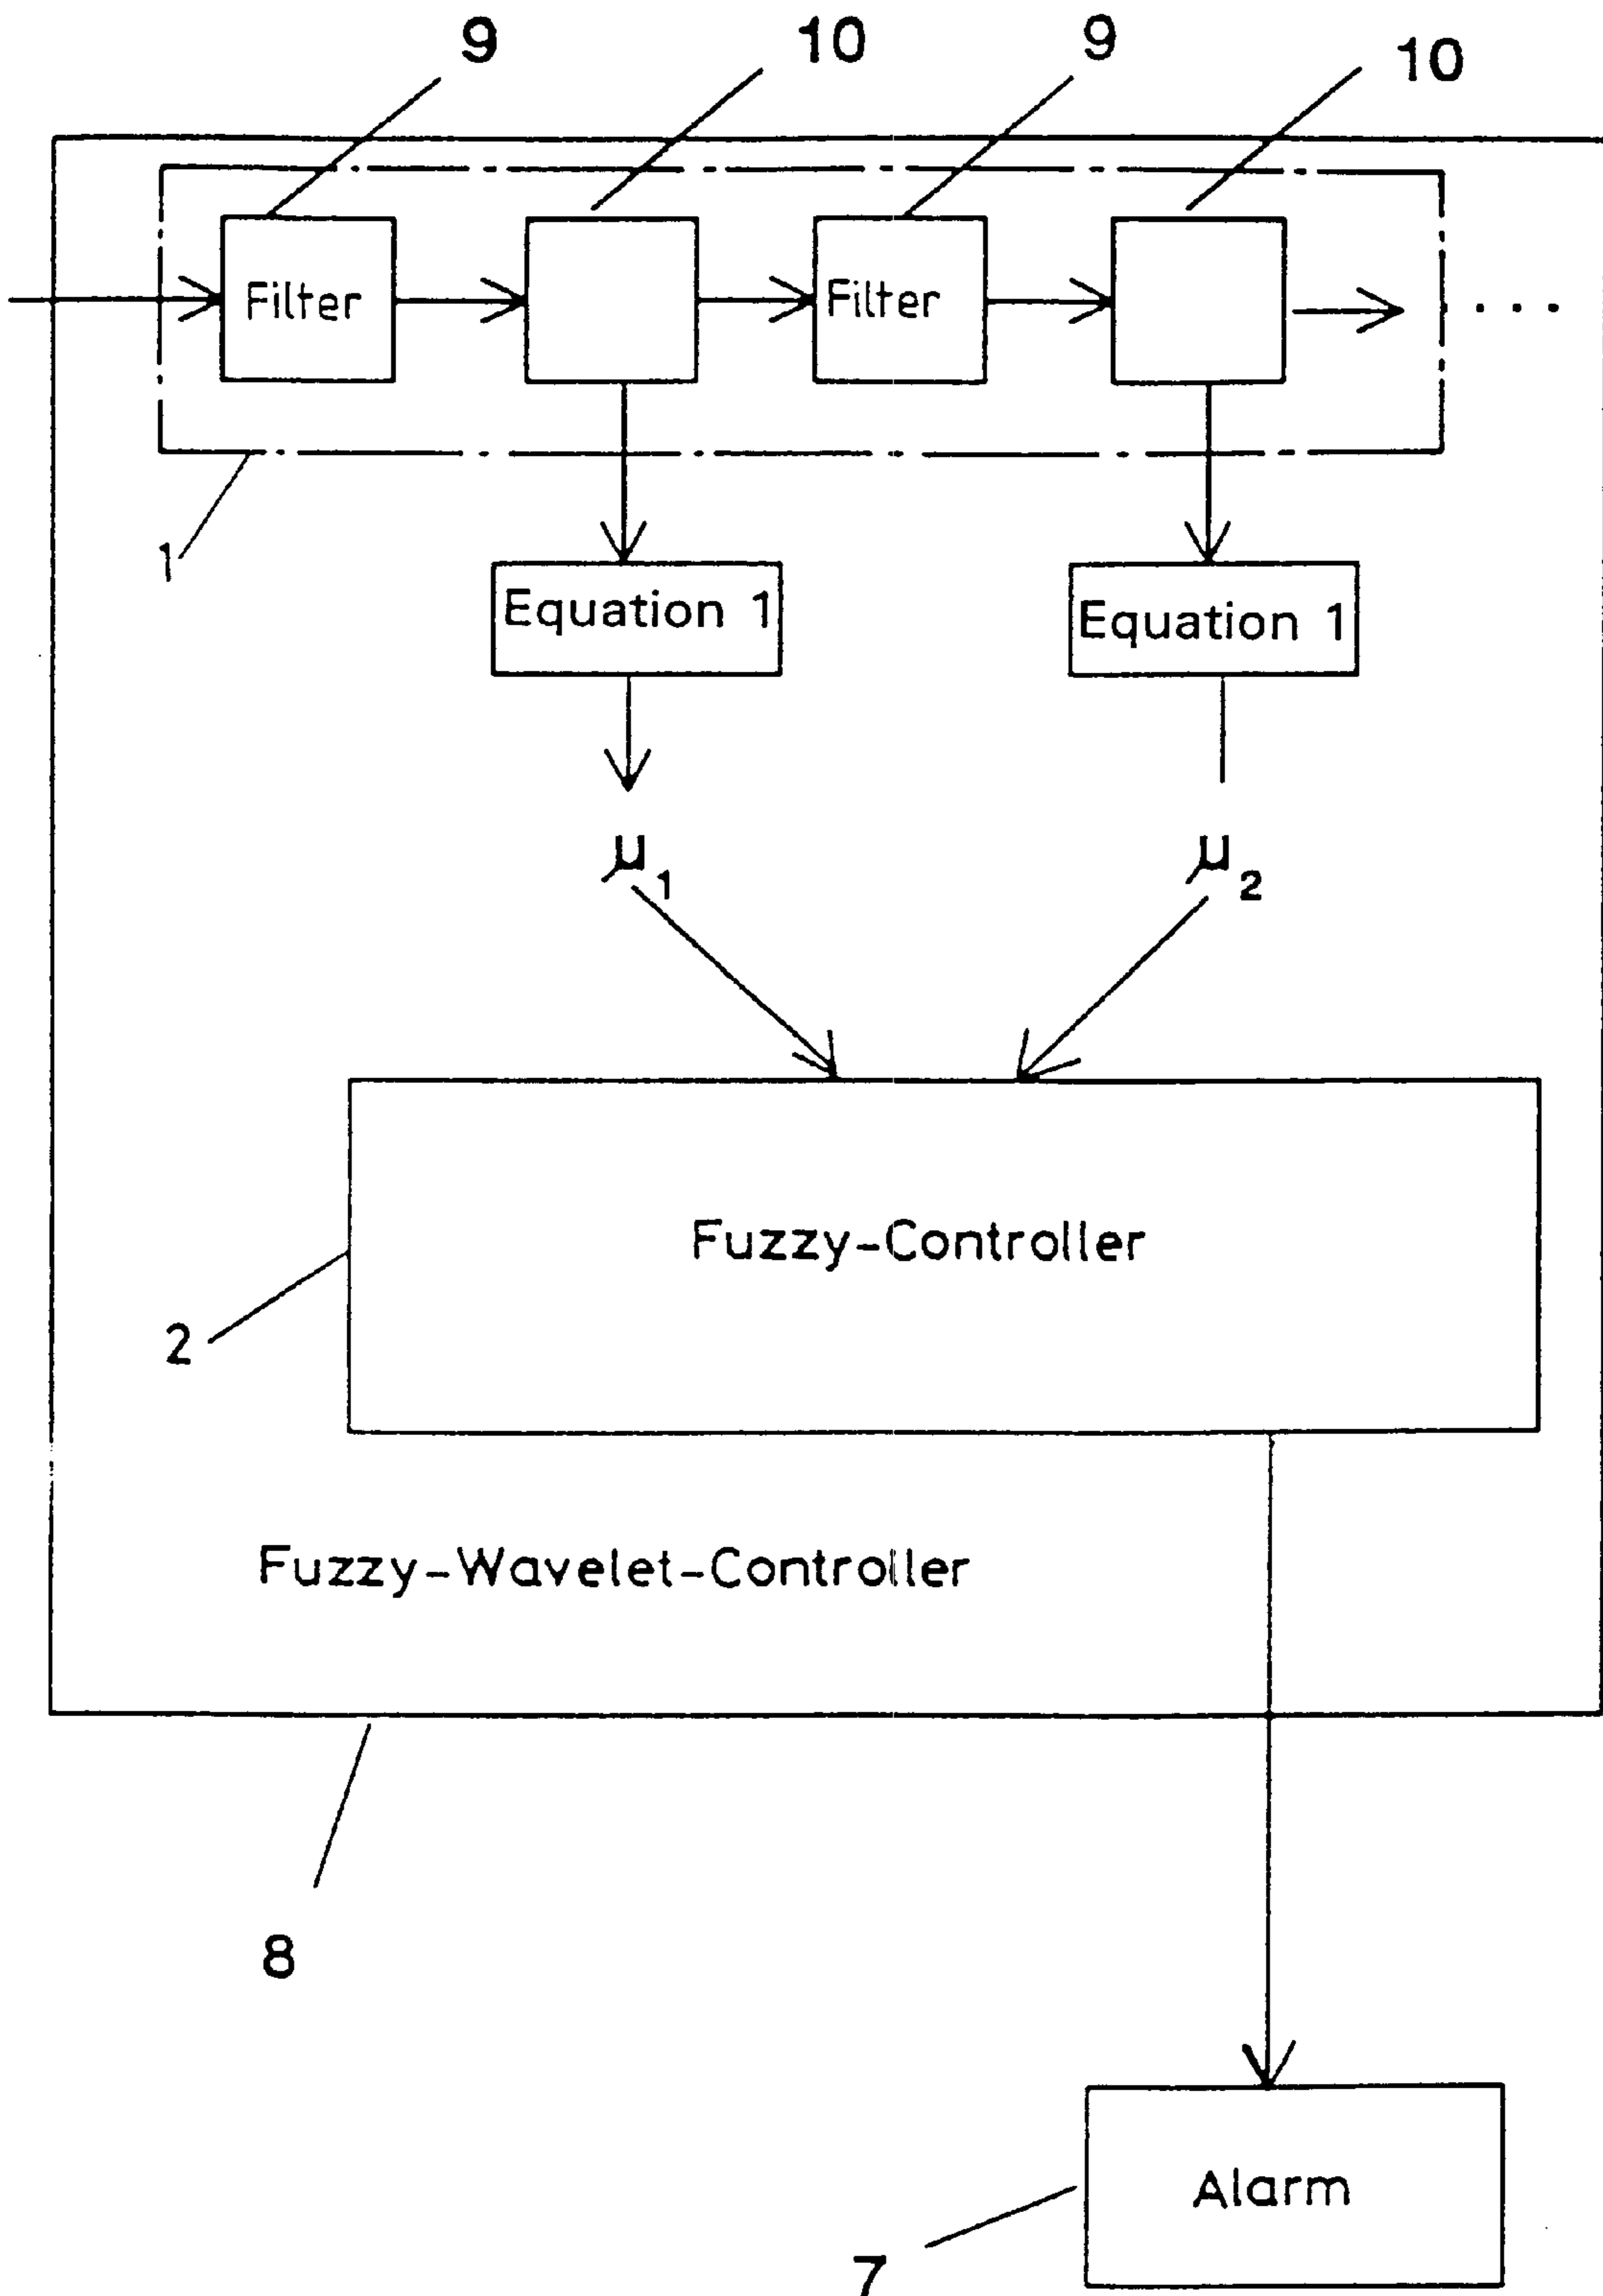 9 10 9 10
Filter Filter . . .
1
Equation 1 Equation 1
μ1 μ2
Fuzzy-Controller
2
Fuzzy-Wavelet-Controller
8
Alarm
7